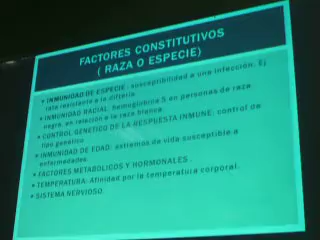 FACTORES CONSTITUTIVOS
( RAZA O ESPECIE)
• INMUNIDAD DE ESPECIE: susceptibilidad a una infección. Ej
rata resistente a la difteria.
• INMUNIDAD RACIAL: hemoglobina S en personas de raza
negra, en relación a la raza blanca.
• CONTROL GENETICO DE LA RESPUESTA INMUNE: control de
tipo genético.
• INMUNIDAD DE EDAD: extremos de vida susceptible a
enfermedades.
• FACTORES METABOLICOS Y HORMONALES.
• TEMPERATURA: Afinidad por la temperatura corporal.
• SISTEMA NERVIOSO.